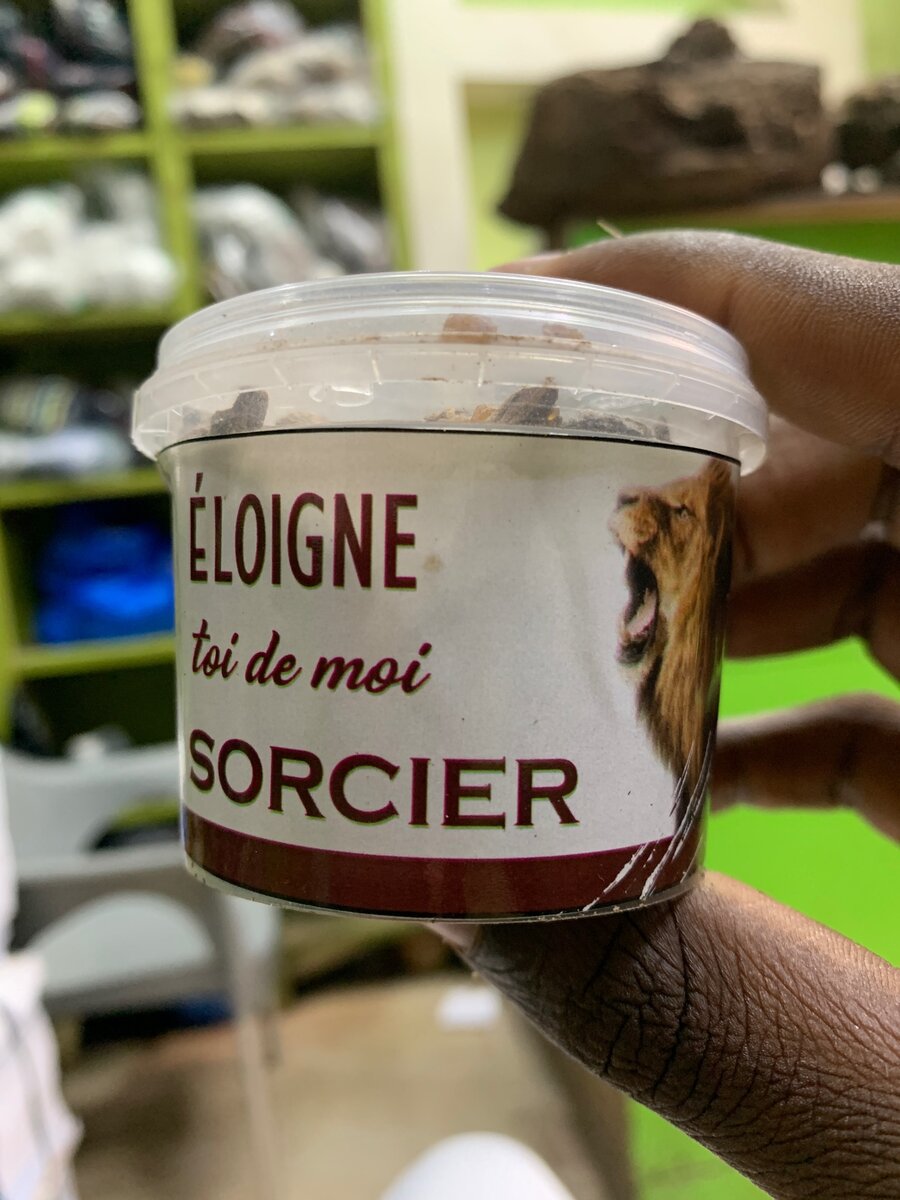 ÉLOIGNE
toi de moi
SORCIER